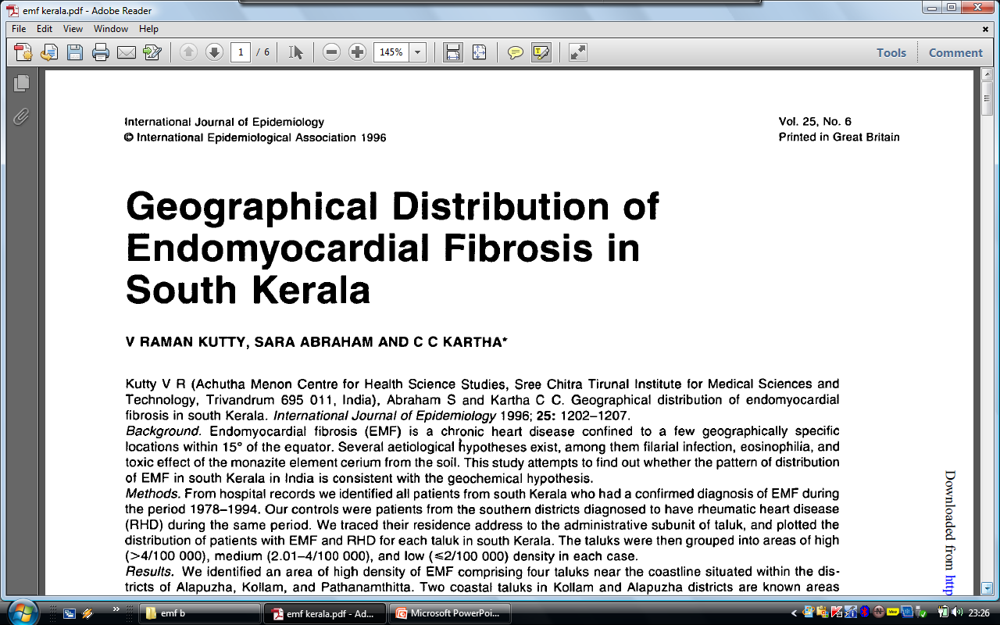 emf kerala.pdf - Adobe Reader
File Edit View Window Help
1 / 6 145% Tools Comment
International Journal of Epidemiology
© International Epidemiological Association 1996
Vol. 25, No. 6
Printed in Great Britain
Geographical Distribution of
Endomyocardial Fibrosis in
South Kerala
V RAMAN KUTTY, SARA ABRAHAM AND C C KARTHA*
Kutty V R (Achutha Menon Centre for Health Science Studies, Sree Chitra Tirunal Institute for Medical Sciences and
Technology, Trivandrum 695 011, India), Abraham S and Kartha C C. Geographical distribution of endomyocardial
fibrosis in south Kerala. International Journal of Epidemiology 1996; 25: 1202–1207.
Background. Endomyocardial fibrosis (EMF) is a chronic heart disease confined to a few geographically specific
locations within 15° of the equator. Several aetiological hypotheses exist, among them filarial infection, eosinophilia, and
toxic effect of the monazite element cerium from the soil. This study attempts to find out whether the pattern of distribution
of EMF in south Kerala in India is consistent with the geochemical hypothesis.
Methods. From hospital records we identified all patients from south Kerala who had a confirmed diagnosis of EMF during
the period 1978–1994. Our controls were patients from the southern districts diagnosed to have rheumatic heart disease
(RHD) during the same period. We traced their residence address to the administrative subunit of taluk, and plotted the
distribution of patients with EMF and RHD for each taluk in south Kerala. The taluks were then grouped into areas of high
(>4/100 000), medium (2.01–4/100 000), and low (≤2/100 000) density in each case.
Results. We identified an area of high density of EMF comprising four taluks near the coastline situated within the dis-
tricts of Alapuzha, Kollam, and Pathanamthitta. Two coastal taluks in Kollam and Alapuzha districts are known areas
Downloaded from http
emf b
emf kerala.pdf - Ad...
Microsoft PowerPoi...
23:26